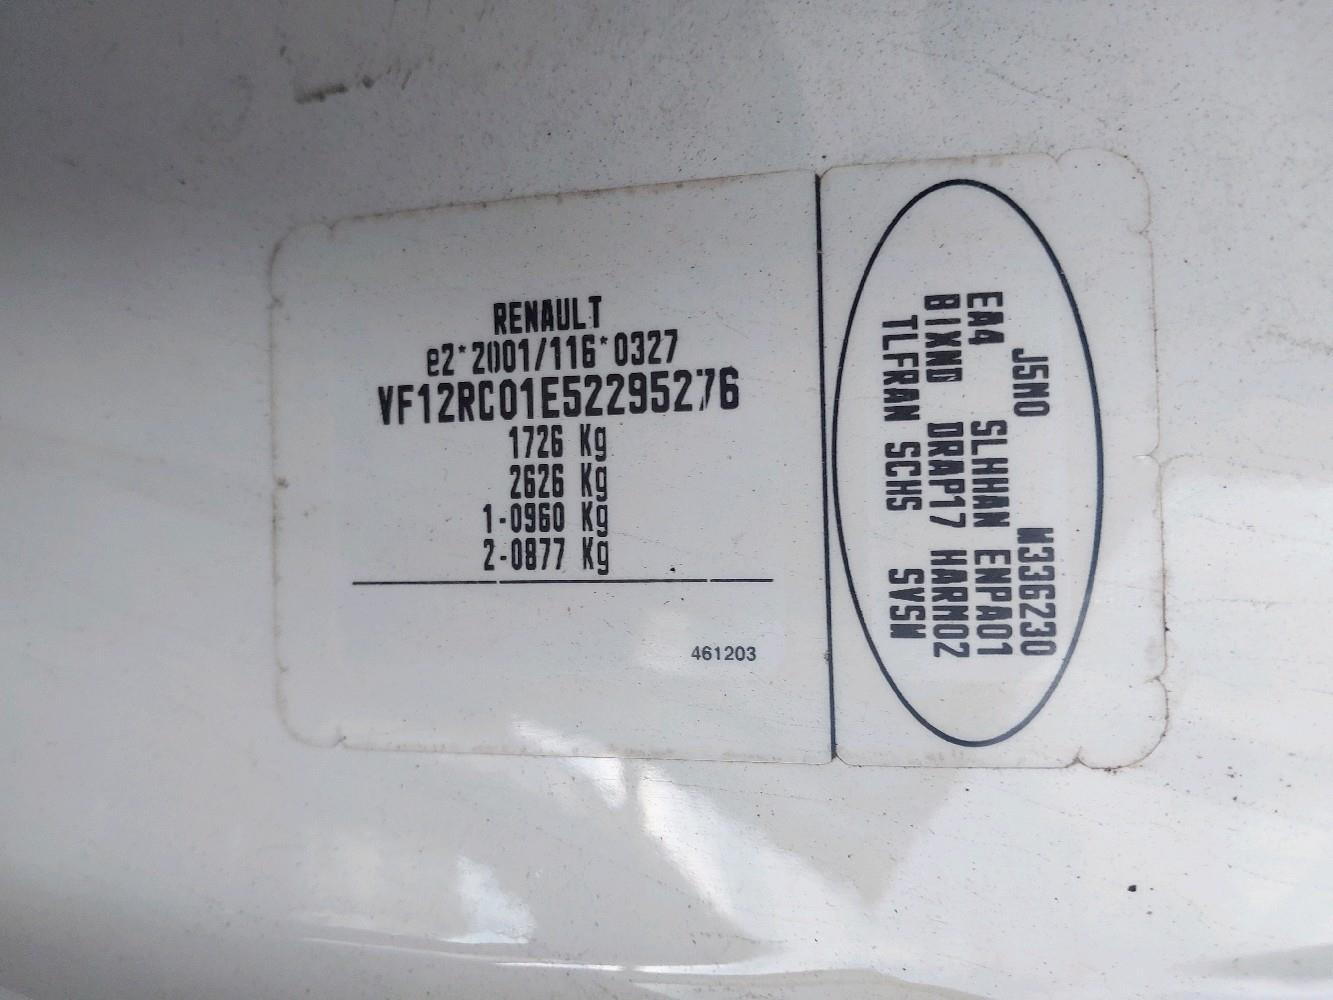 RENAULT
e2*2001/116*0327
VF12RC01E52295276
1726 Kg
2626 Kg
1-0960 Kg
2-0877 Kg
461203
J5N0 M336230
EA4 SLHHAN ENPA01
BIXND DRAP17 HARM02
TLFRAN SCHS SVSM